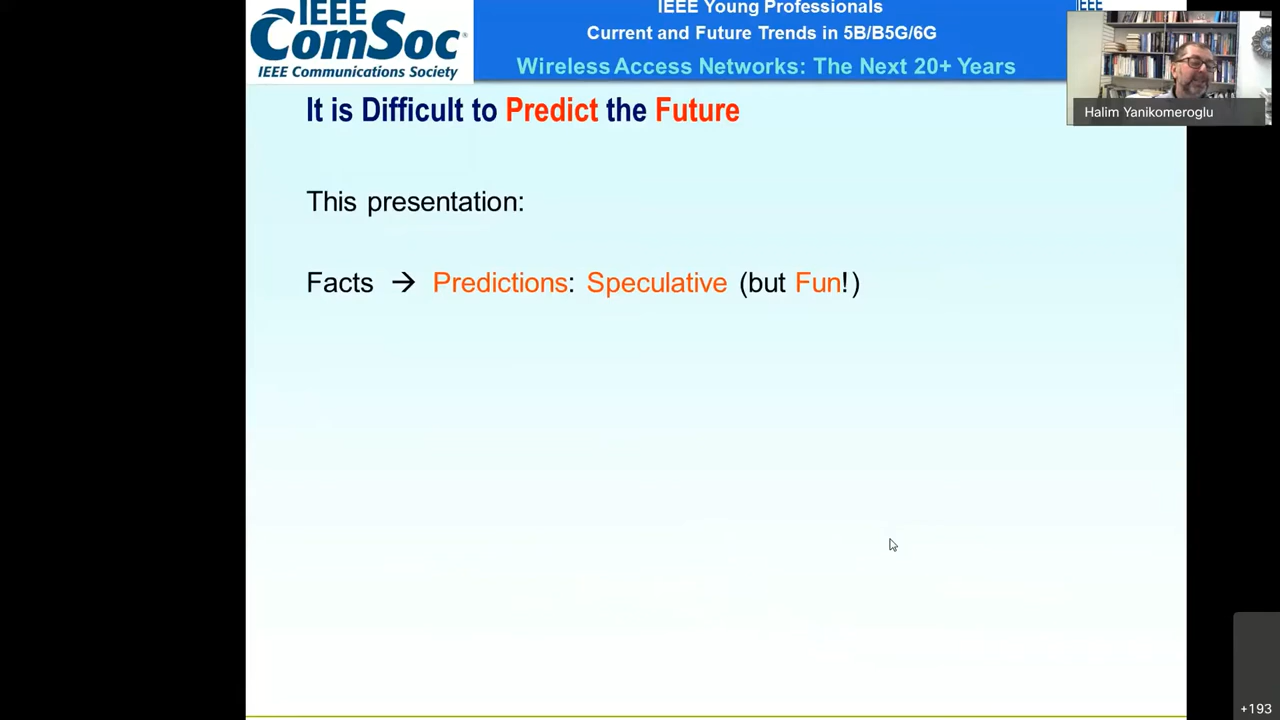 IEEE
ComSoc®
IEEE Communications Society
IEEE Young Professionals
Current and Future Trends in 5B/B5G/6G
Wireless Access Networks: The Next 20+ Years
IEEE
Halim Yanikomeroglu
It is Difficult to Predict the Future
This presentation:
Facts → Predictions: Speculative (but Fun!)
+193